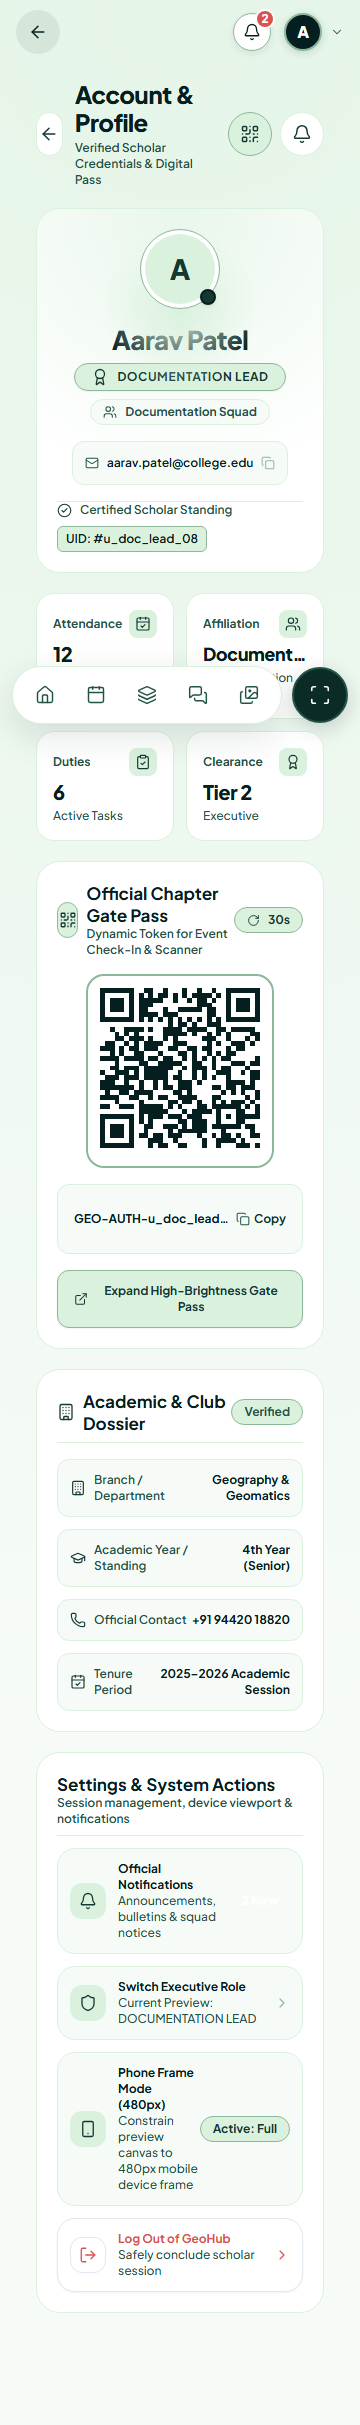 2
A
Account &
Profile
Verified Scholar
Credentials & Digital
Pass
A
Aarav Patel
DOCUMENTATION LEAD
Documentation Squad
aarav.patel@college.edu
Certified Scholar Standing
UID: #u_doc_lead_08
Attendance
12
Affiliation
Document...
Duties
6
Active Tasks
Clearance
Tier 2
Executive
Official Chapter
Gate Pass
Dynamic Token for Event
Check-In & Scanner
30s
GEO-AUTH-u_doc_lead...
Copy
Expand High-Brightness Gate
Pass
Academic & Club
Dossier
Verified
Branch /
Department
Geography &
Geomatics
Academic Year /
Standing
4th Year
(Senior)
Official Contact
+91 94420 18820
Tenure
Period
2025-2026 Academic
Session
Settings & System Actions
Session management, device viewport &
notifications
Official
Notifications
Announcements,
bulletins & squad
notices
2 New
Switch Executive Role
Current Preview:
DOCUMENTATION LEAD
Phone Frame
Mode
(480px)
Constrain
preview
canvas to
480px mobile
device frame
Active: Full
Log Out of GeoHub
Safely conclude scholar
session